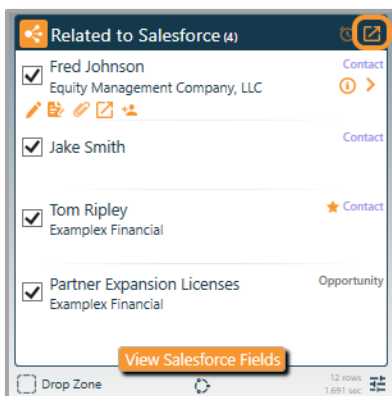 Related to Salesforce (4)
Fred Johnson
Contact
Equity Management Company, LLC
Jake Smith
Contact
Tom Ripley
Contact
Examplex Financial
Partner Expansion Licenses
Opportunity
Examplex Financial
View Salesforce Fields
Drop Zone
12 rows
1.691 sec